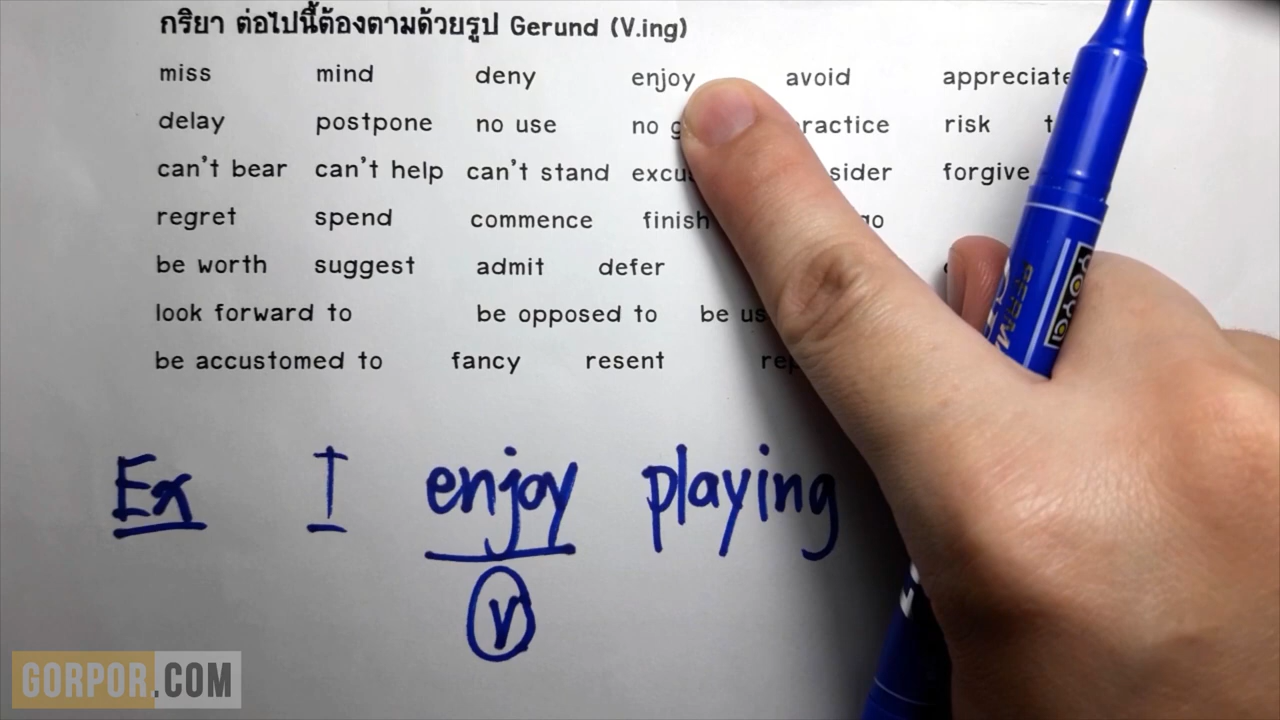 กริยา ต่อไปนี้ต้องตามด้วยรูป Gerund (V.ing)
miss mind deny enjoy avoid appreciate
delay postpone no use no practice risk
can't bear can't help can't stand forgive
regret spend commence finish
be worth suggest admit defer
look forward to be opposed to be
be accustomed to fancy resent
Ex I enjoy playing
V
GORPOR.COM